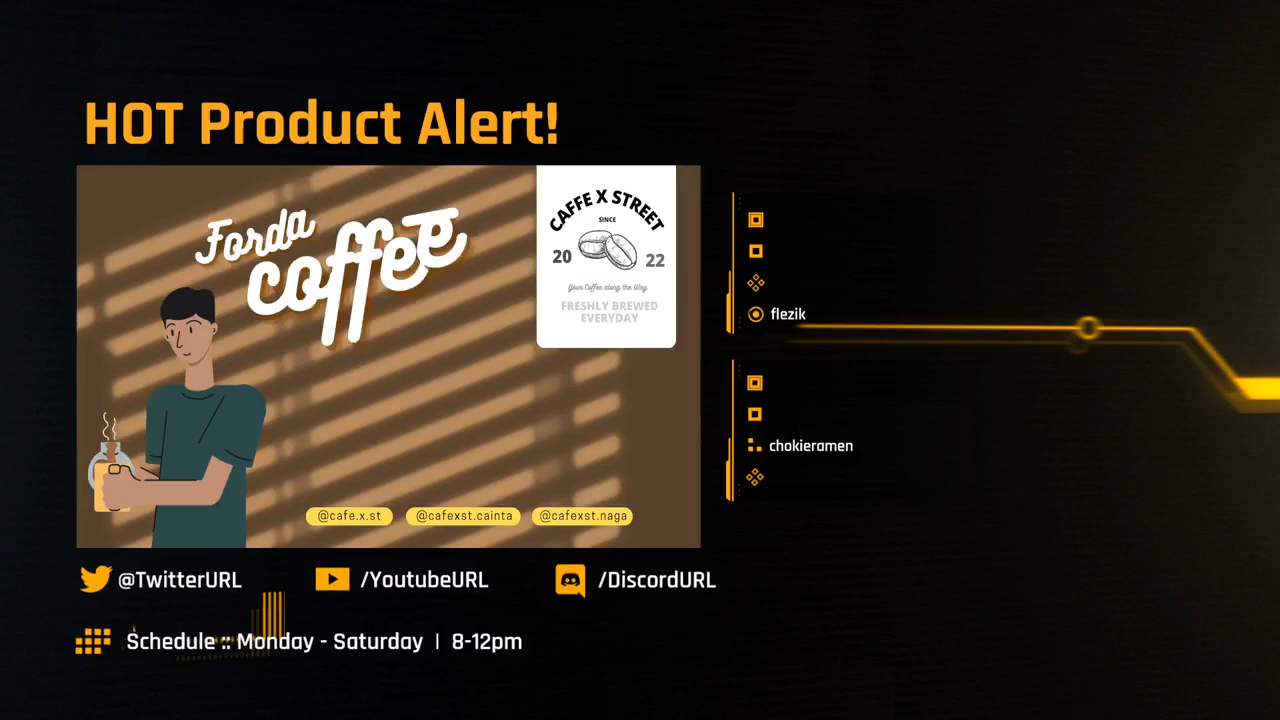 HOT Product Alert!
Forda
coffee
CAFFE X STREET
SINCE
20 22
Your Coffee along the Way
FRESHLY BREWED
EVERYDAY
@cafe.x.st @cafexst.cainta @cafexst.naga
flezik
chokieramen
@TwitterURL /YoutubeURL /DiscordURL
Schedule :: Monday - Saturday | 8-12pm